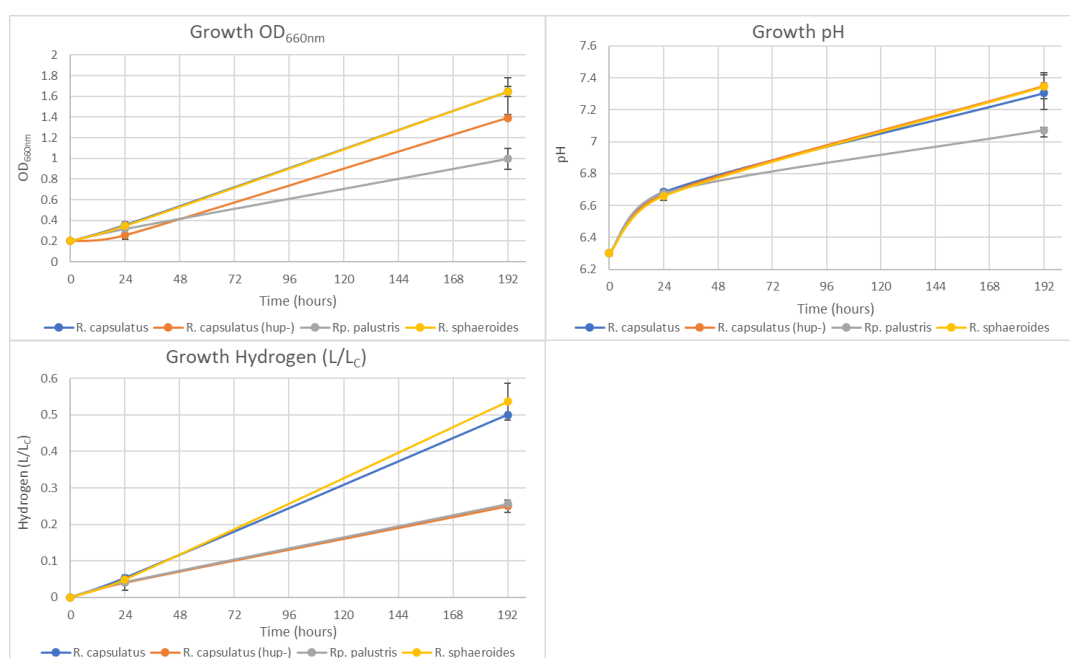 Growth OD660nm
2
1.8
1.6
1.4
1.2
1
0.8
0.6
0.4
0.2
0
OD660nm
0 24 48 72 96 120 144 168 192
Time (hours)
R. capsulatus R. capsulatus (hup-) Rp. palustris R. sphaeroides
Growth pH
7.6
7.4
7.2
7
6.8
6.6
6.4
6.2
pH
0 24 48 72 96 120 144 168 192
Time (hours)
R. capsulatus R. capsulatus (hup-) Rp. palustris R. sphaeroides
Growth Hydrogen (L/LC)
0.6
0.5
0.4
0.3
0.2
0.1
0
Hydrogen (L/LC)
0 24 48 72 96 120 144 168 192
Time (hours)
R. capsulatus R. capsulatus (hup-) Rp. palustris R. sphaeroides